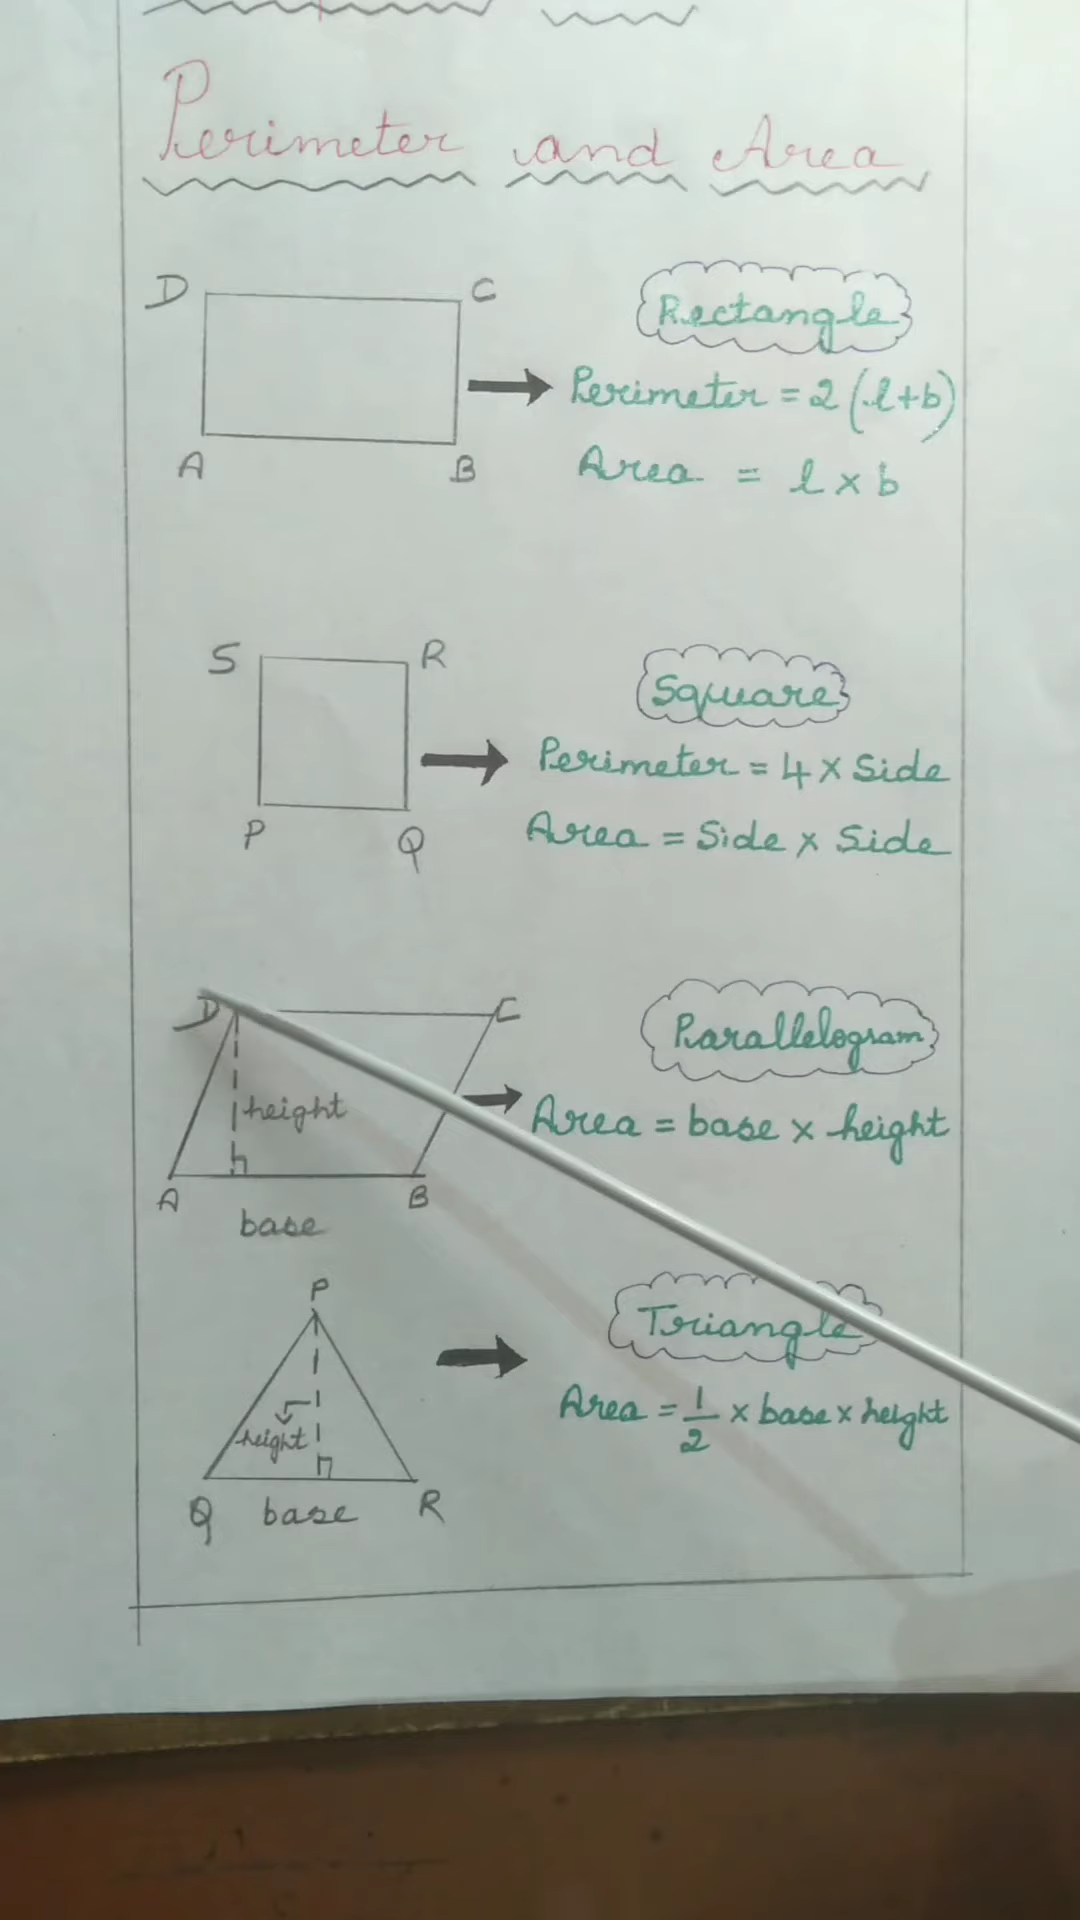 Perimeter and Area
D
C
Rectangle
Perimeter = 2 (l+b)
A
B
Area = l × b
S
R
Square
Perimeter = 4 × Side
P
Q
Area = Side × Side
D
C
Parallelogram
height
Area = base × height
A
B
base
P
Triangle
height
Area = 1/2 × base × height
Q
base
R